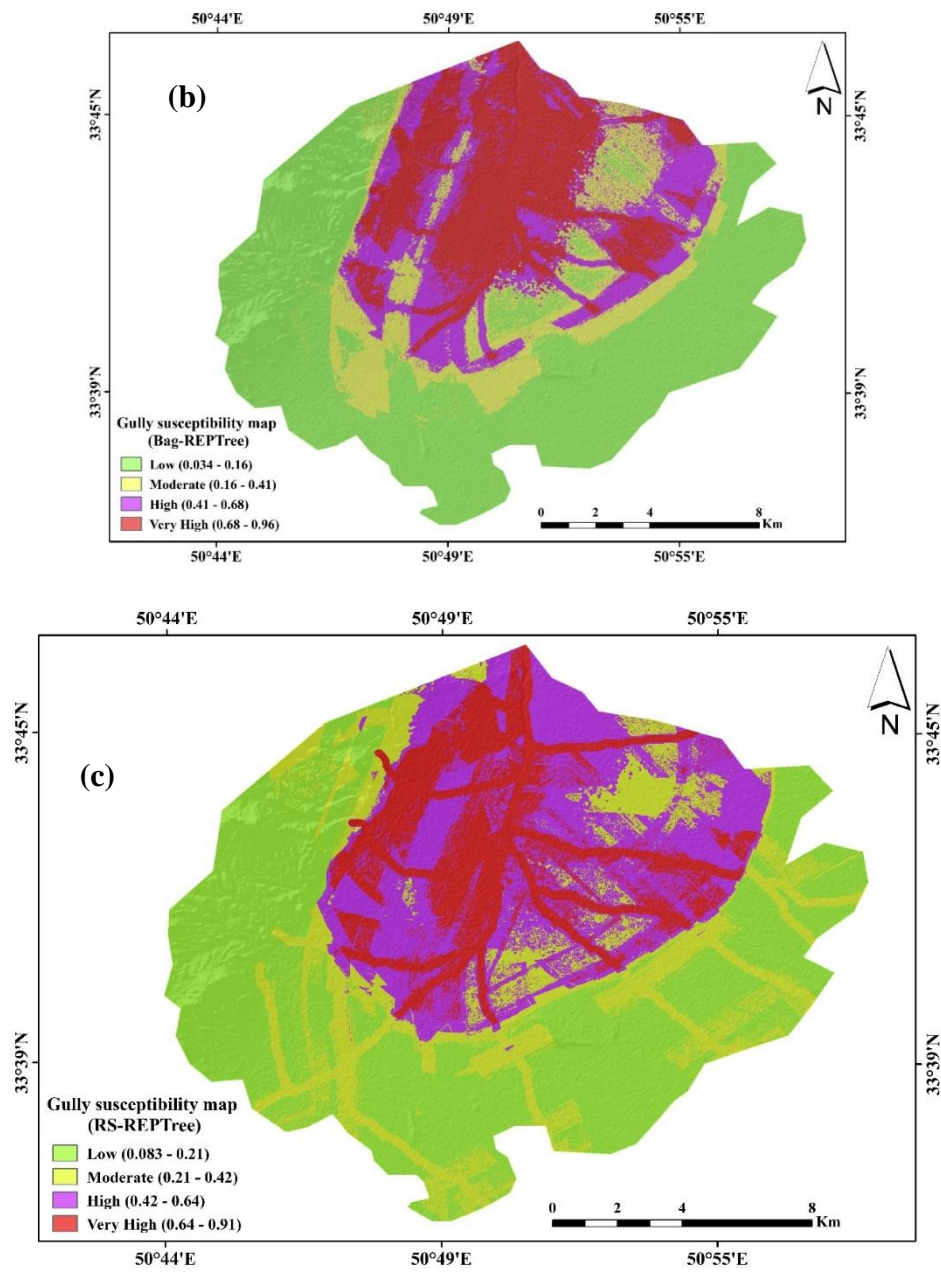 50°44'E 50°49'E 50°55'E
(b)
N
33°45'N 33°45'N
33°39'N 33°39'N
Gully susceptibility map
(Bag-REPTree)
Low (0.034 - 0.16)
Moderate (0.16 - 0.41)
High (0.41 - 0.68)
Very High (0.68 - 0.96)
0 2 4 8
Km
50°44'E 50°49'E 50°55'E
50°44'E 50°49'E 50°55'E
N
33°45'N 33°45'N
(c)
33°39'N 33°39'N
Gully susceptibility map
(RS-REPTree)
Low (0.083 - 0.21)
Moderate (0.21 - 0.42)
High (0.42 - 0.64)
Very High (0.64 - 0.91)
0 2 4 8
Km
50°44'E 50°49'E 50°55'E